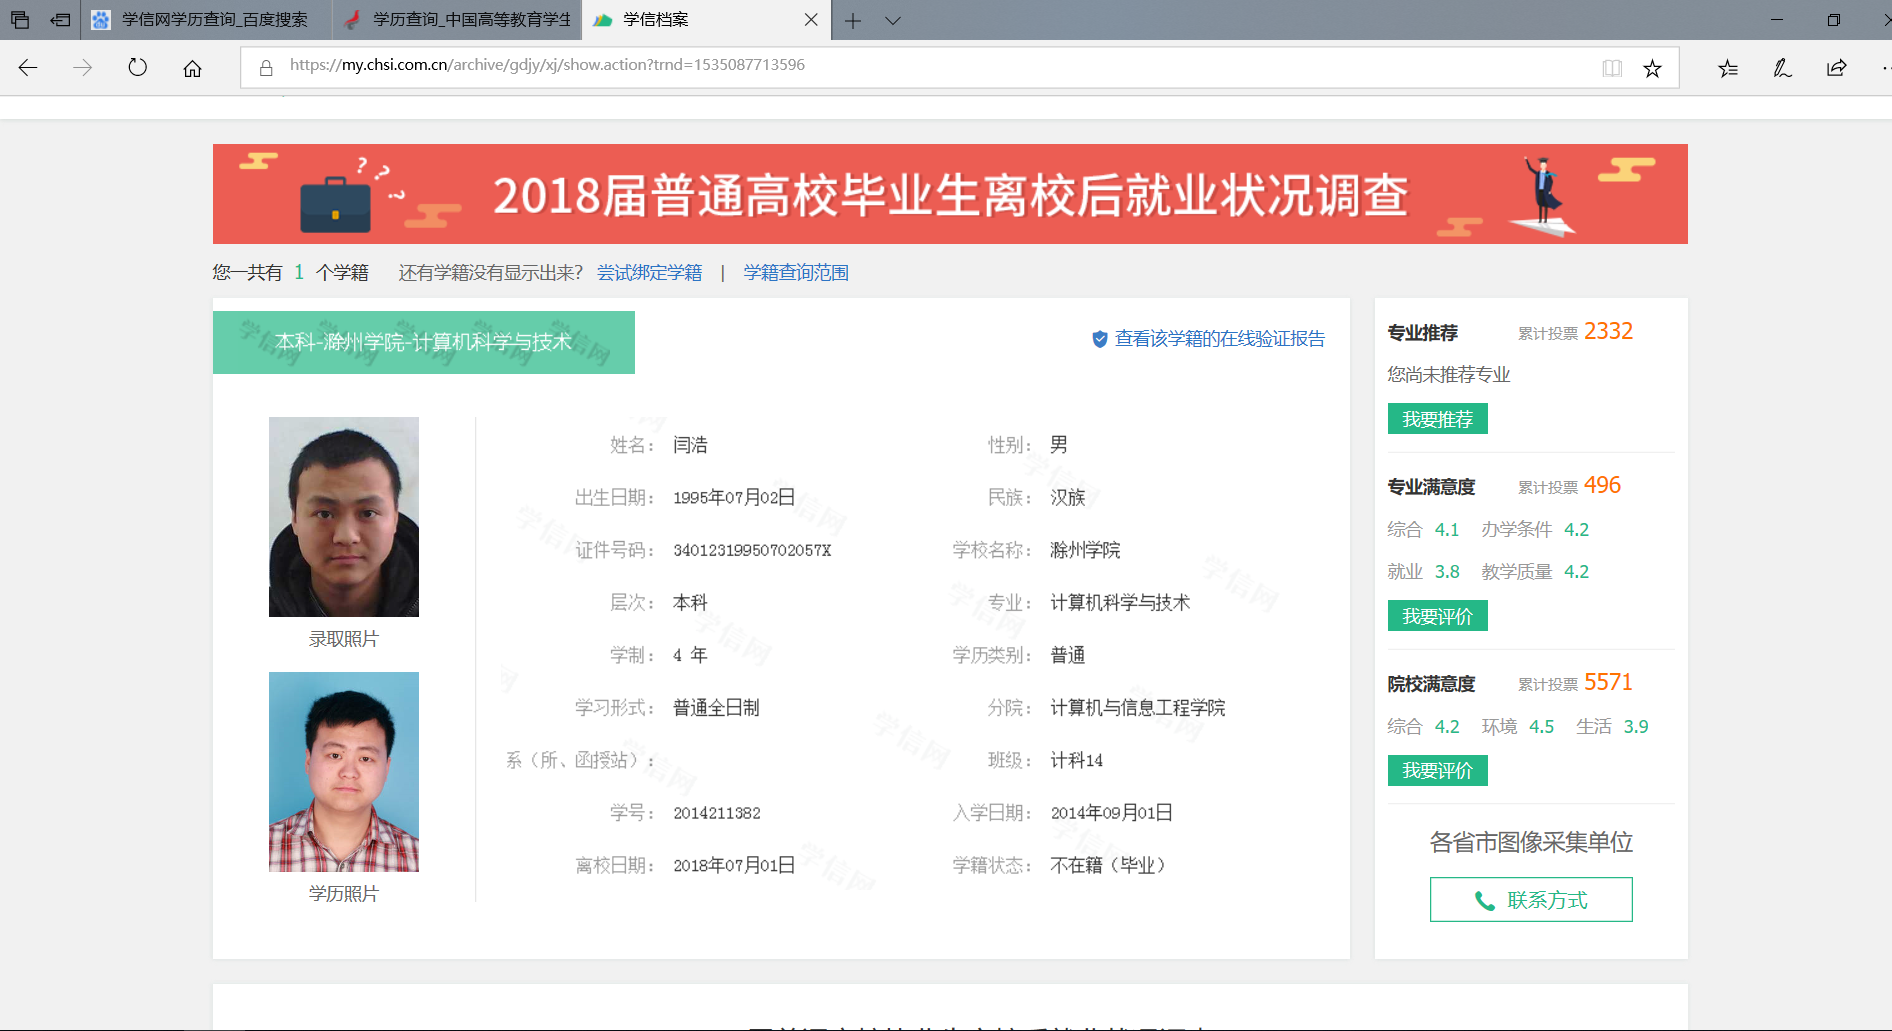 学信网学历查询_百度搜索
学历查询_中国高等教育学生
学信档案
https://my.chsi.com.cn/archive/gdjy/xj/show.action?trnd=1535087713596
2018届普通高校毕业生离校后就业状况调查
您一共有 1 个学籍 还有学籍没有显示出来? 尝试绑定学籍 | 学籍查询范围
本科-滁州学院-计算机科学与技术
查看该学籍的在线验证报告
录取照片
学历照片
姓名: 闫浩 性别: 男
出生日期: 1995年07月02日 民族: 汉族
证件号码: 34012319950702057X 学校名称: 滁州学院
层次: 本科 专业: 计算机科学与技术
学制: 4 年 学历类别: 普通
学习形式: 普通全日制 分院: 计算机与信息工程学院
系（所、函授站）: 班级: 计科14
学号: 2014211382 入学日期: 2014年09月01日
离校日期: 2018年07月01日 学籍状态: 不在籍（毕业）
学信网
专业推荐 累计投票 2332
您尚未推荐专业
我要推荐
专业满意度 累计投票 496
综合 4.1 办学条件 4.2
就业 3.8 教学质量 4.2
我要评价
院校满意度 累计投票 5571
综合 4.2 环境 4.5 生活 3.9
我要评价
各省市图像采集单位
联系方式